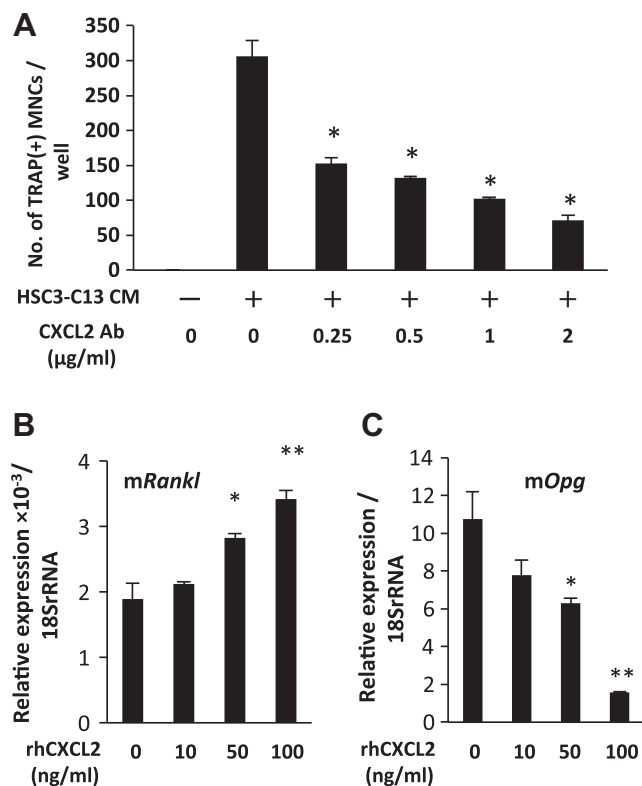 A
No. of TRAP(+) MNCs /
well
350
300
250
200
150
100
50
0
* * * *
HSC3-C13 CM — + + + + +
CXCL2 Ab 0 0 0.25 0.5 1 2
(μg/ml)
B
Relative expression ×10⁻³/
18SrRNA
mRankl
4
3
2
1
0
* **
rhCXCL2 0 10 50 100
(ng/ml)
C
Relative expression /
18SrRNA
mOpg
14
12
10
8
6
4
2
0
* **
rhCXCL2 0 10 50 100
(ng/ml)